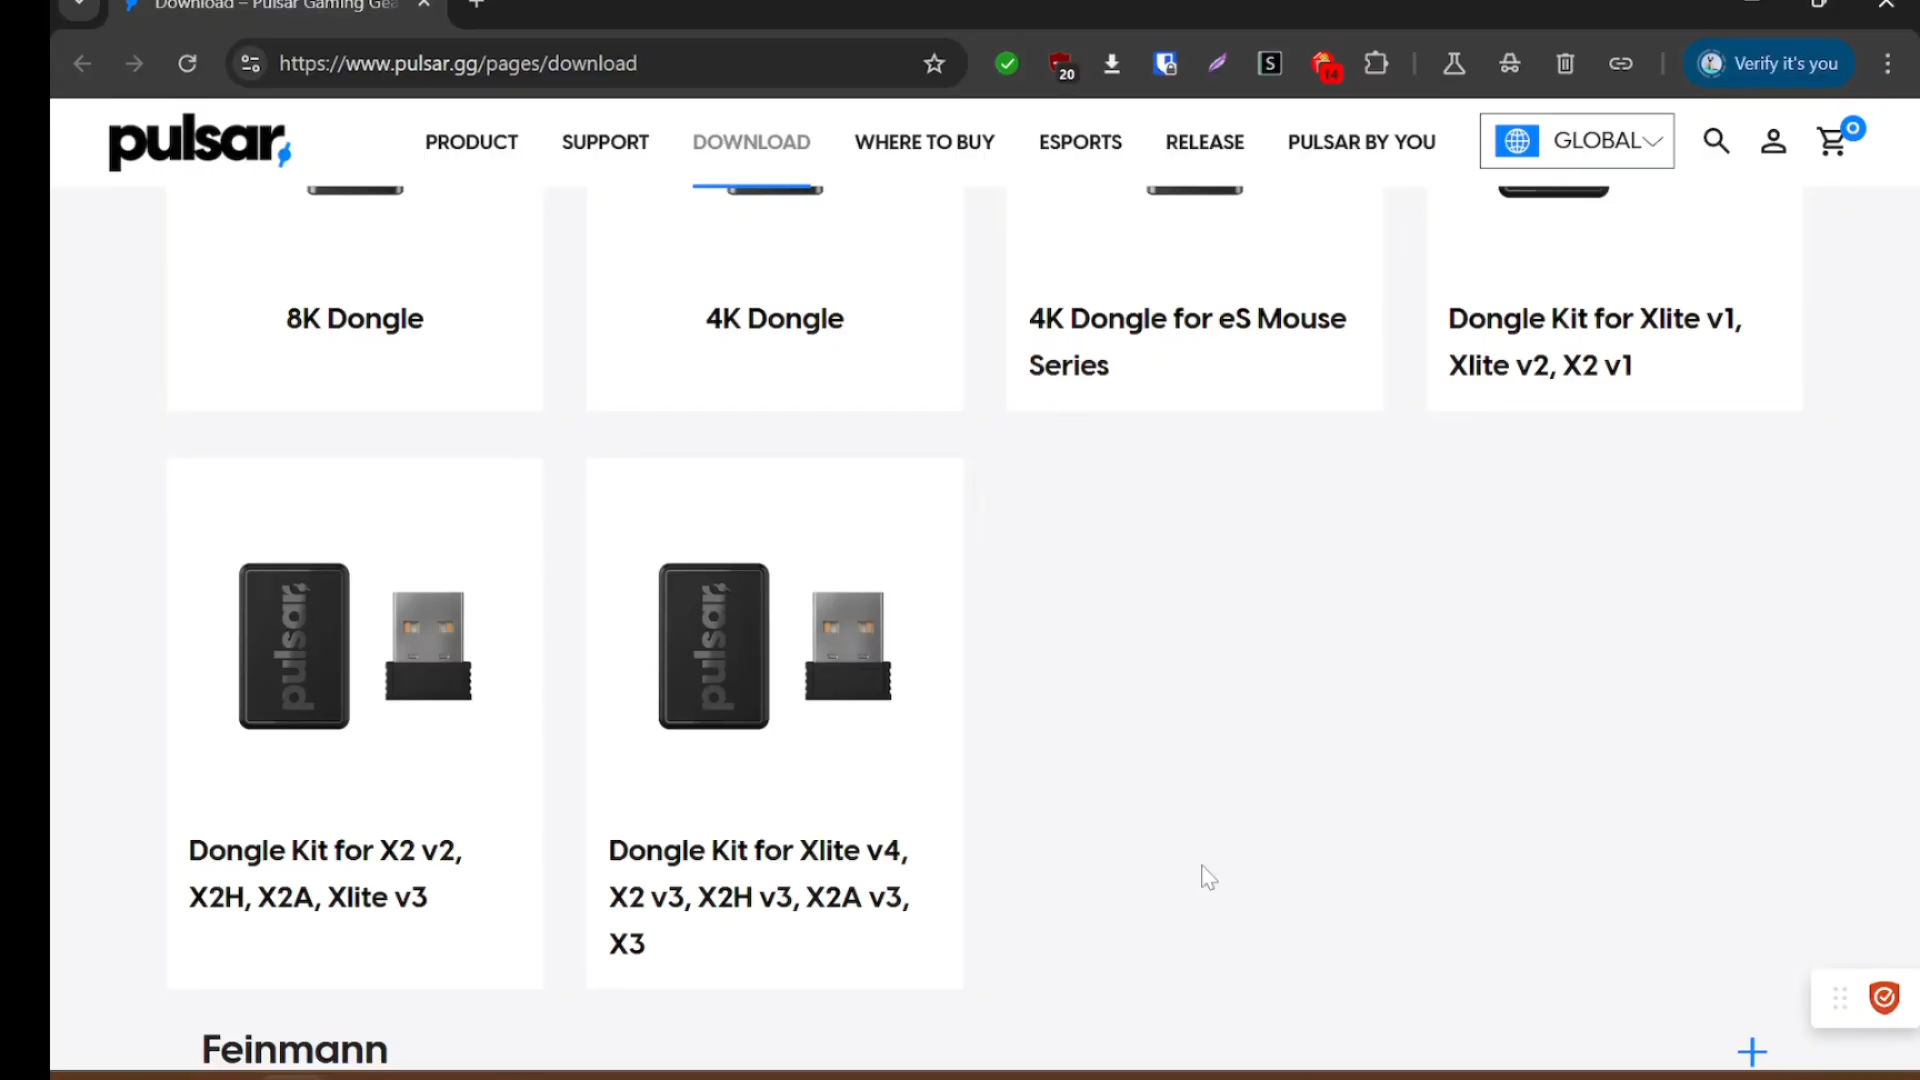 Download – Pulsar Gaming Gea
https://www.pulsar.gg/pages/download
20
S
14
Verify it's you
pulsar
PRODUCT
SUPPORT
DOWNLOAD
WHERE TO BUY
ESPORTS
RELEASE
PULSAR BY YOU
GLOBAL
0
8K Dongle
4K Dongle
4K Dongle for eS Mouse
Series
Dongle Kit for Xlite v1,
Xlite v2, X2 v1
pulsar
pulsar
Dongle Kit for X2 v2,
X2H, X2A, Xlite v3
Dongle Kit for Xlite v4,
X2 v3, X2H v3, X2A v3,
X3
Feinmann